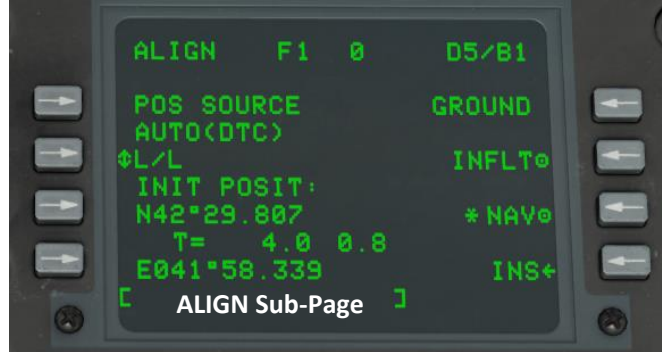 ALIGN F1 0 D5/B1
POS SOURCE GROUND
AUTO(DTC)
↕L/L INFLT⊙
INIT POSIT:
N42°29.807 *NAV⊙
T= 4.0 0.8
E041°58.339 INS←
[ ALIGN Sub-Page ]